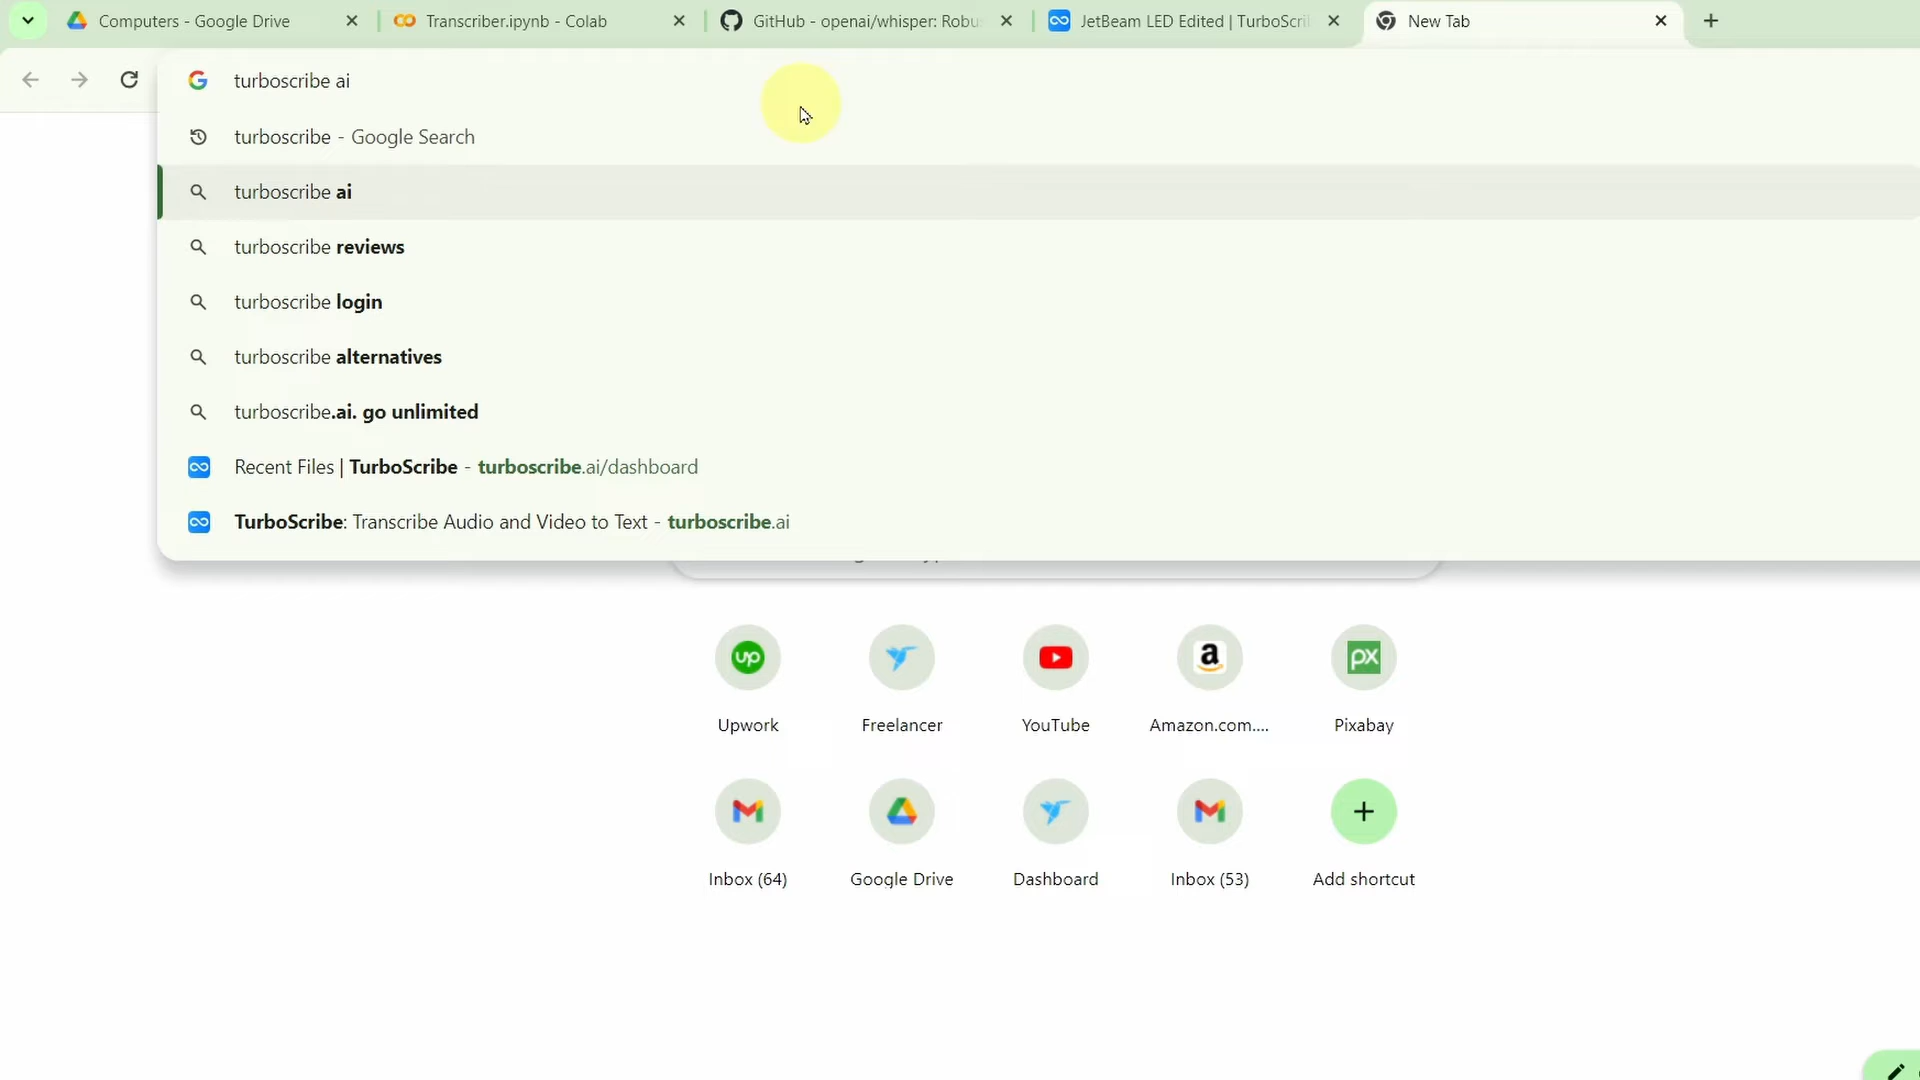 Computers - Google Drive
Transcriber.ipynb - Colab
GitHub - openai/whisper: Robu
JetBeam LED Edited | TurboScri
New Tab
turboscribe ai
turboscribe - Google Search
turboscribe ai
turboscribe reviews
turboscribe login
turboscribe alternatives
turboscribe.ai. go unlimited
Recent Files | TurboScribe - turboscribe.ai/dashboard
TurboScribe: Transcribe Audio and Video to Text - turboscribe.ai
up
a
px
Upwork
Freelancer
YouTube
Amazon.com....
Pixabay
Inbox (64)
Google Drive
Dashboard
Inbox (53)
Add shortcut